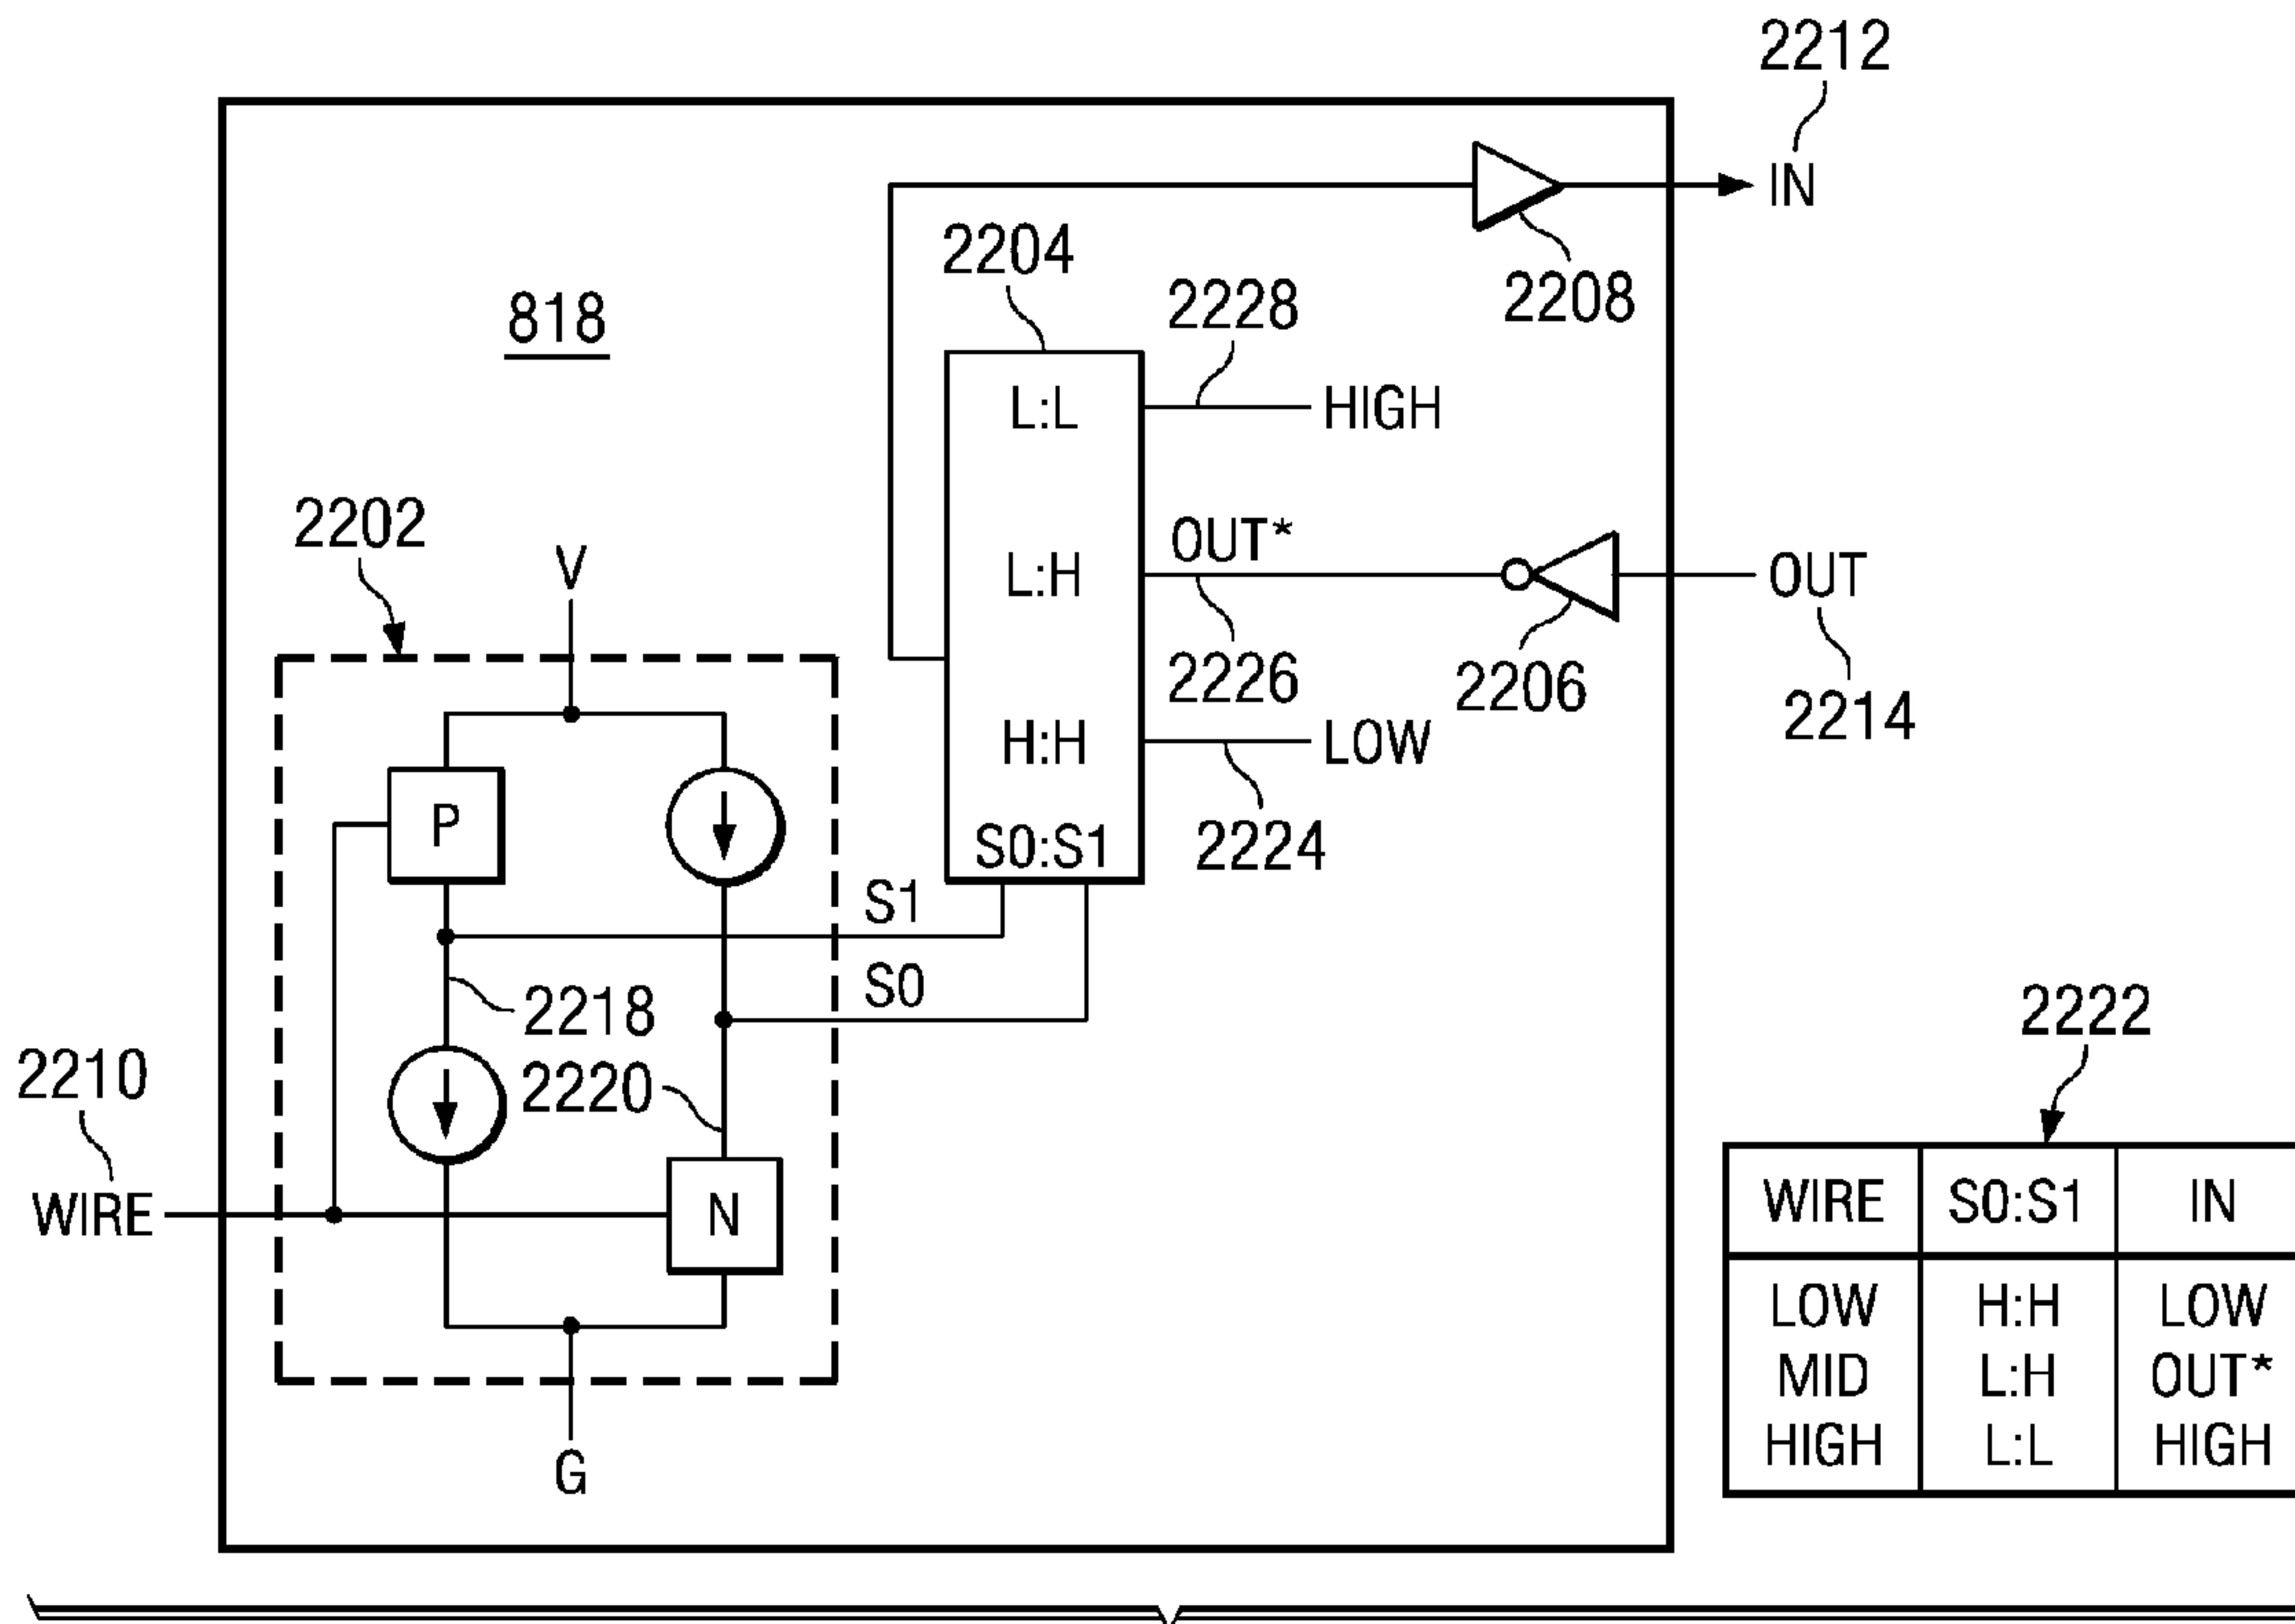 2212
IN
2204
2208
2228
818
L:L
HIGH
2202
V
OUT*
L:H
OUT
2226
2206
2214
H:H
LOW
P
S0:S1
2224
S1
2218
S0
2222
2210
2220
WIRE
N
G
WIRE S0:S1 IN
LOW H:H LOW
MID L:H OUT*
HIGH L:L HIGH